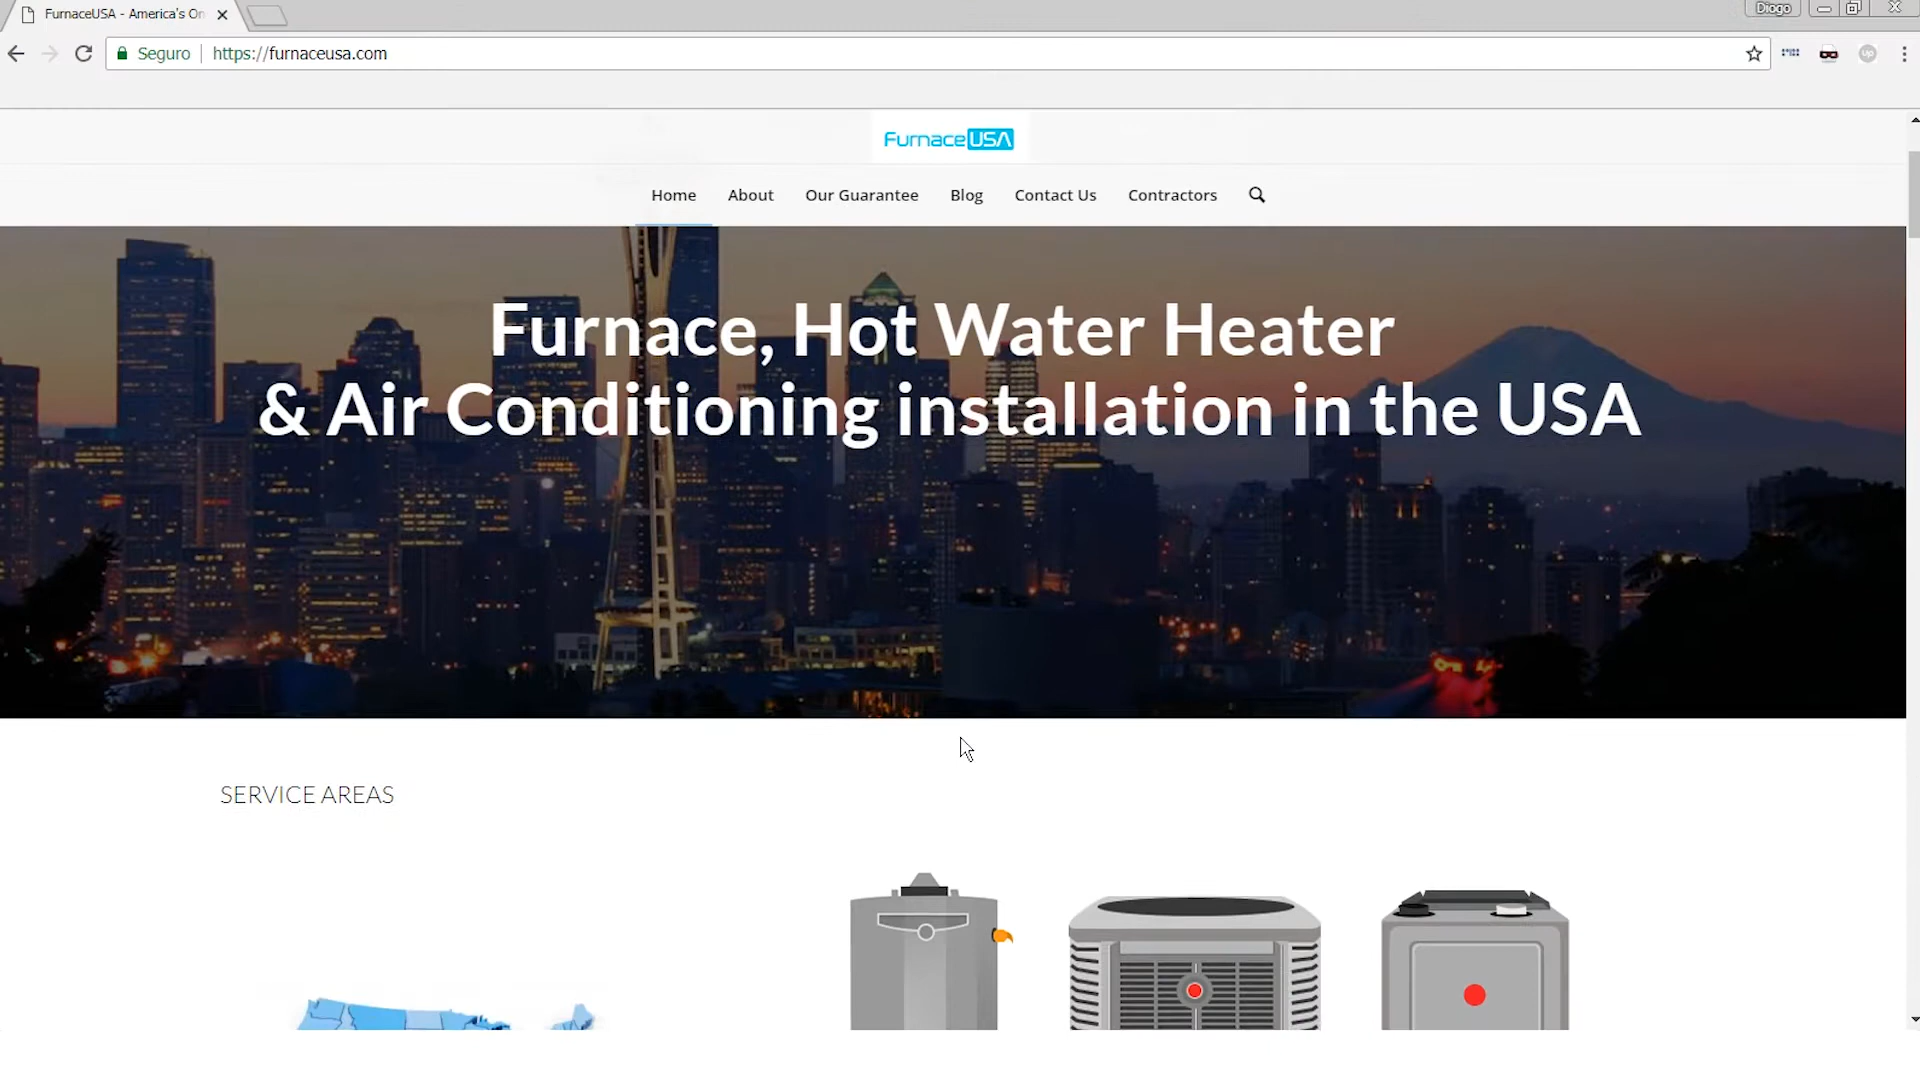 FurnaceUSA - America's On
Diogo
Seguro
https://furnaceusa.com
Up
FurnaceUSA
Home
About
Our Guarantee
Blog
Contact Us
Contractors
Furnace, Hot Water Heater
& Air Conditioning installation in the USA
SERVICE AREAS